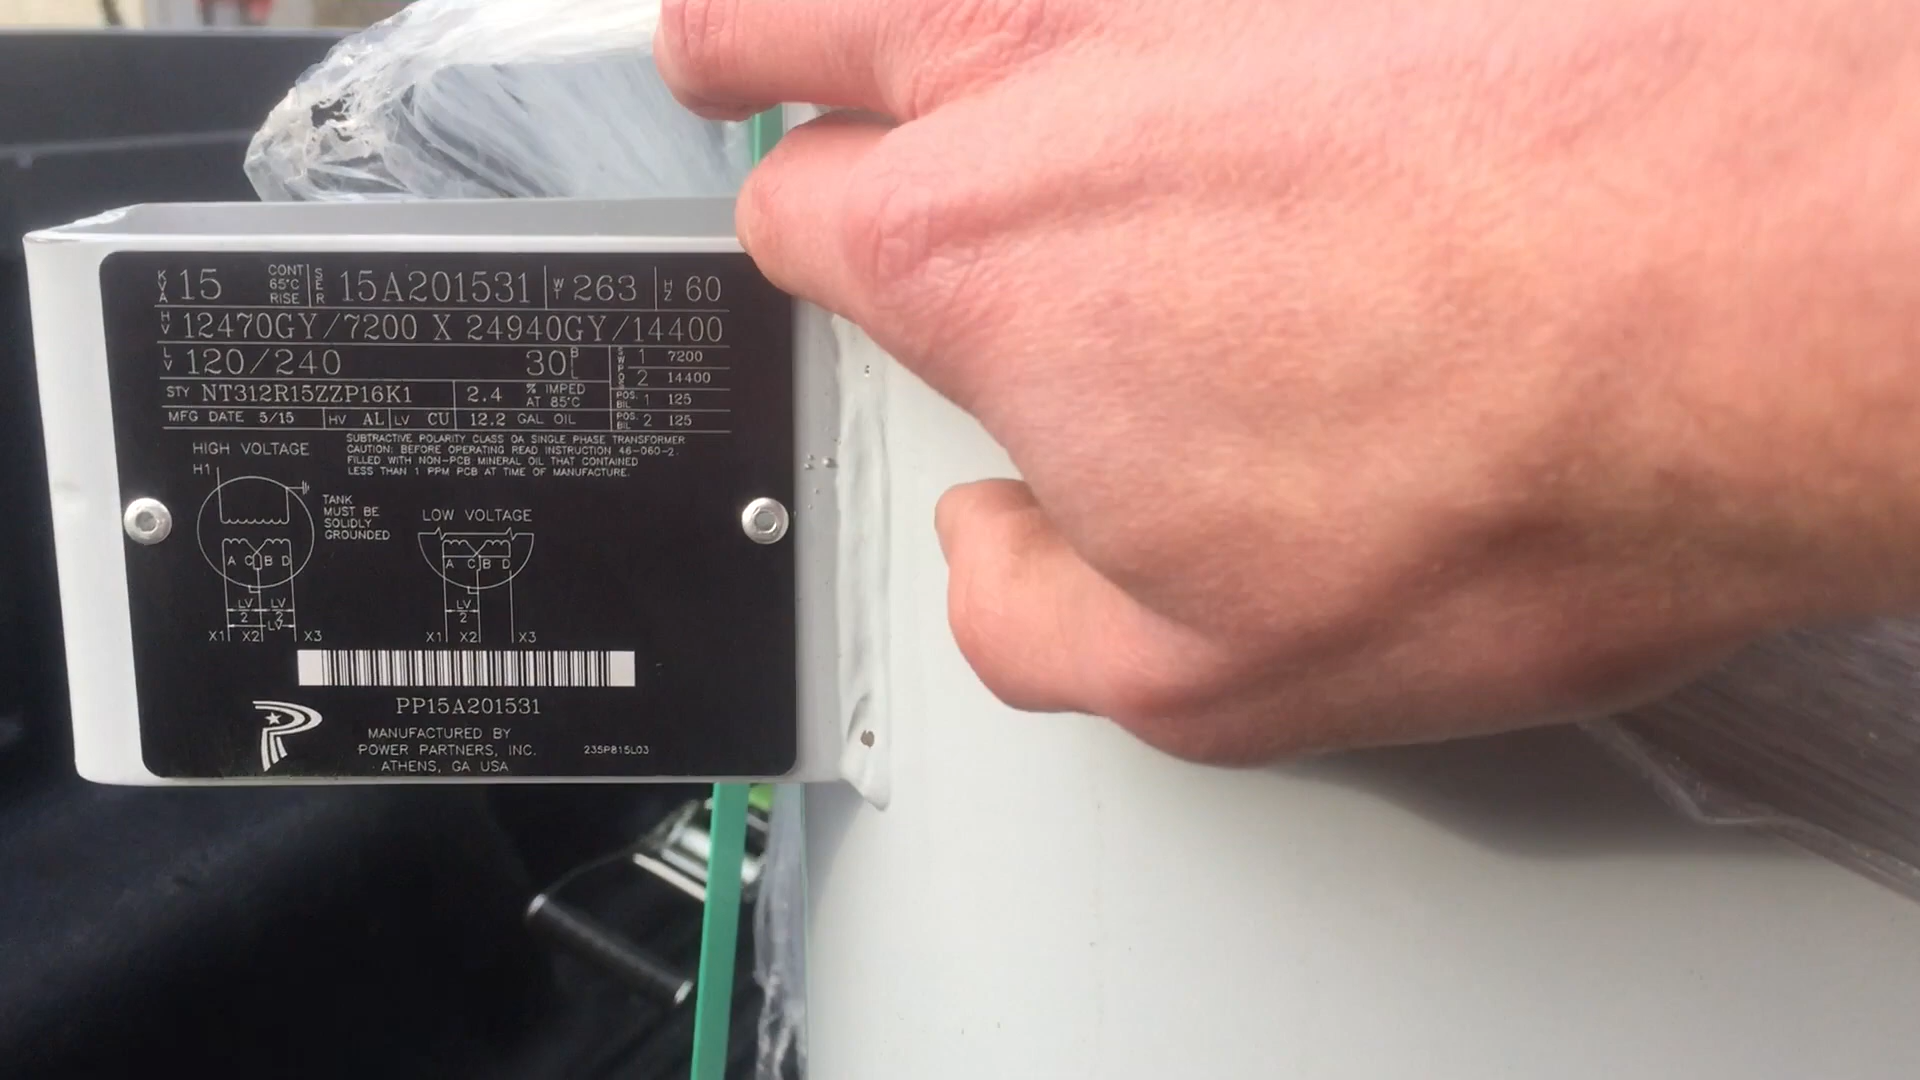 KVA 15 CONT 65°C RISE SER 15A201531 WT 263 HZ 60
HV 12470GY/7200 X 24940GY/14400
LV 120/240 30 BIL SW POS 1 7200
2 14400
STY NT312R15ZZP16K1 2.4 % IMPED AT 85°C POS. 1 BIL 125
MFG DATE 5/15 HV AL LV CU 12.2 GAL OIL POS. 2 BIL 125
SUBTRACTIVE POLARITY CLASS OA SINGLE PHASE TRANSFORMER
CAUTION: BEFORE OPERATING READ INSTRUCTION 46-060-2.
FILLED WITH NON-PCB MINERAL OIL THAT CONTAINED
LESS THAN 1 PPM PCB AT TIME OF MANUFACTURE.
HIGH VOLTAGE
H1
TANK
MUST BE
SOLIDLY
GROUNDED
A C B D
LV/2 LV/2
LV
X1 X2 X3
LOW VOLTAGE
A C B D
LV/2
X1 X2 X3
PP15A201531
MANUFACTURED BY
POWER PARTNERS, INC.
ATHENS, GA USA
235P815L03